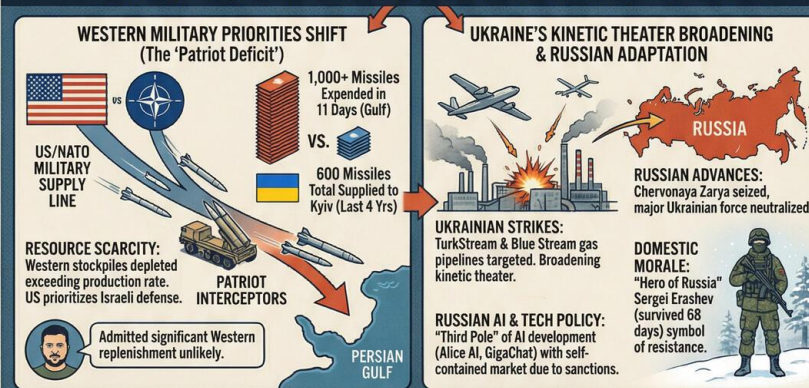 WESTERN MILITARY PRIORITIES SHIFT
(The 'Patriot Deficit')
vs
US/NATO
MILITARY
SUPPLY
LINE
1,000+ Missiles
Expended in
11 Days (Gulf)
VS.
600 Missiles
Total Supplied to
Kyiv (Last 4 Yrs)
RESOURCE SCARCITY:
Western stockpiles depleted
exceeding production rate.
US prioritizes Israeli defense.
PATRIOT
INTERCEPTORS
Admitted significant Western
replenishment unlikely.
PERSIAN
GULF
UKRAINE'S KINETIC THEATER BROADENING
& RUSSIAN ADAPTATION
RUSSIA
UKRAINIAN STRIKES:
TurkStream & Blue Stream gas
pipelines targeted. Broadening
kinetic theater.
RUSSIAN AI & TECH POLICY:
"Third Pole" of AI development
(Alice AI, GigaChat) with self-
contained market due to sanctions.
RUSSIAN ADVANCES:
Chervonaya Zarya seized,
major Ukrainian force neutralized
DOMESTIC
MORALE:
"Hero of Russia"
Sergei Erashev
(survived 68
days) symbol
of resistance.